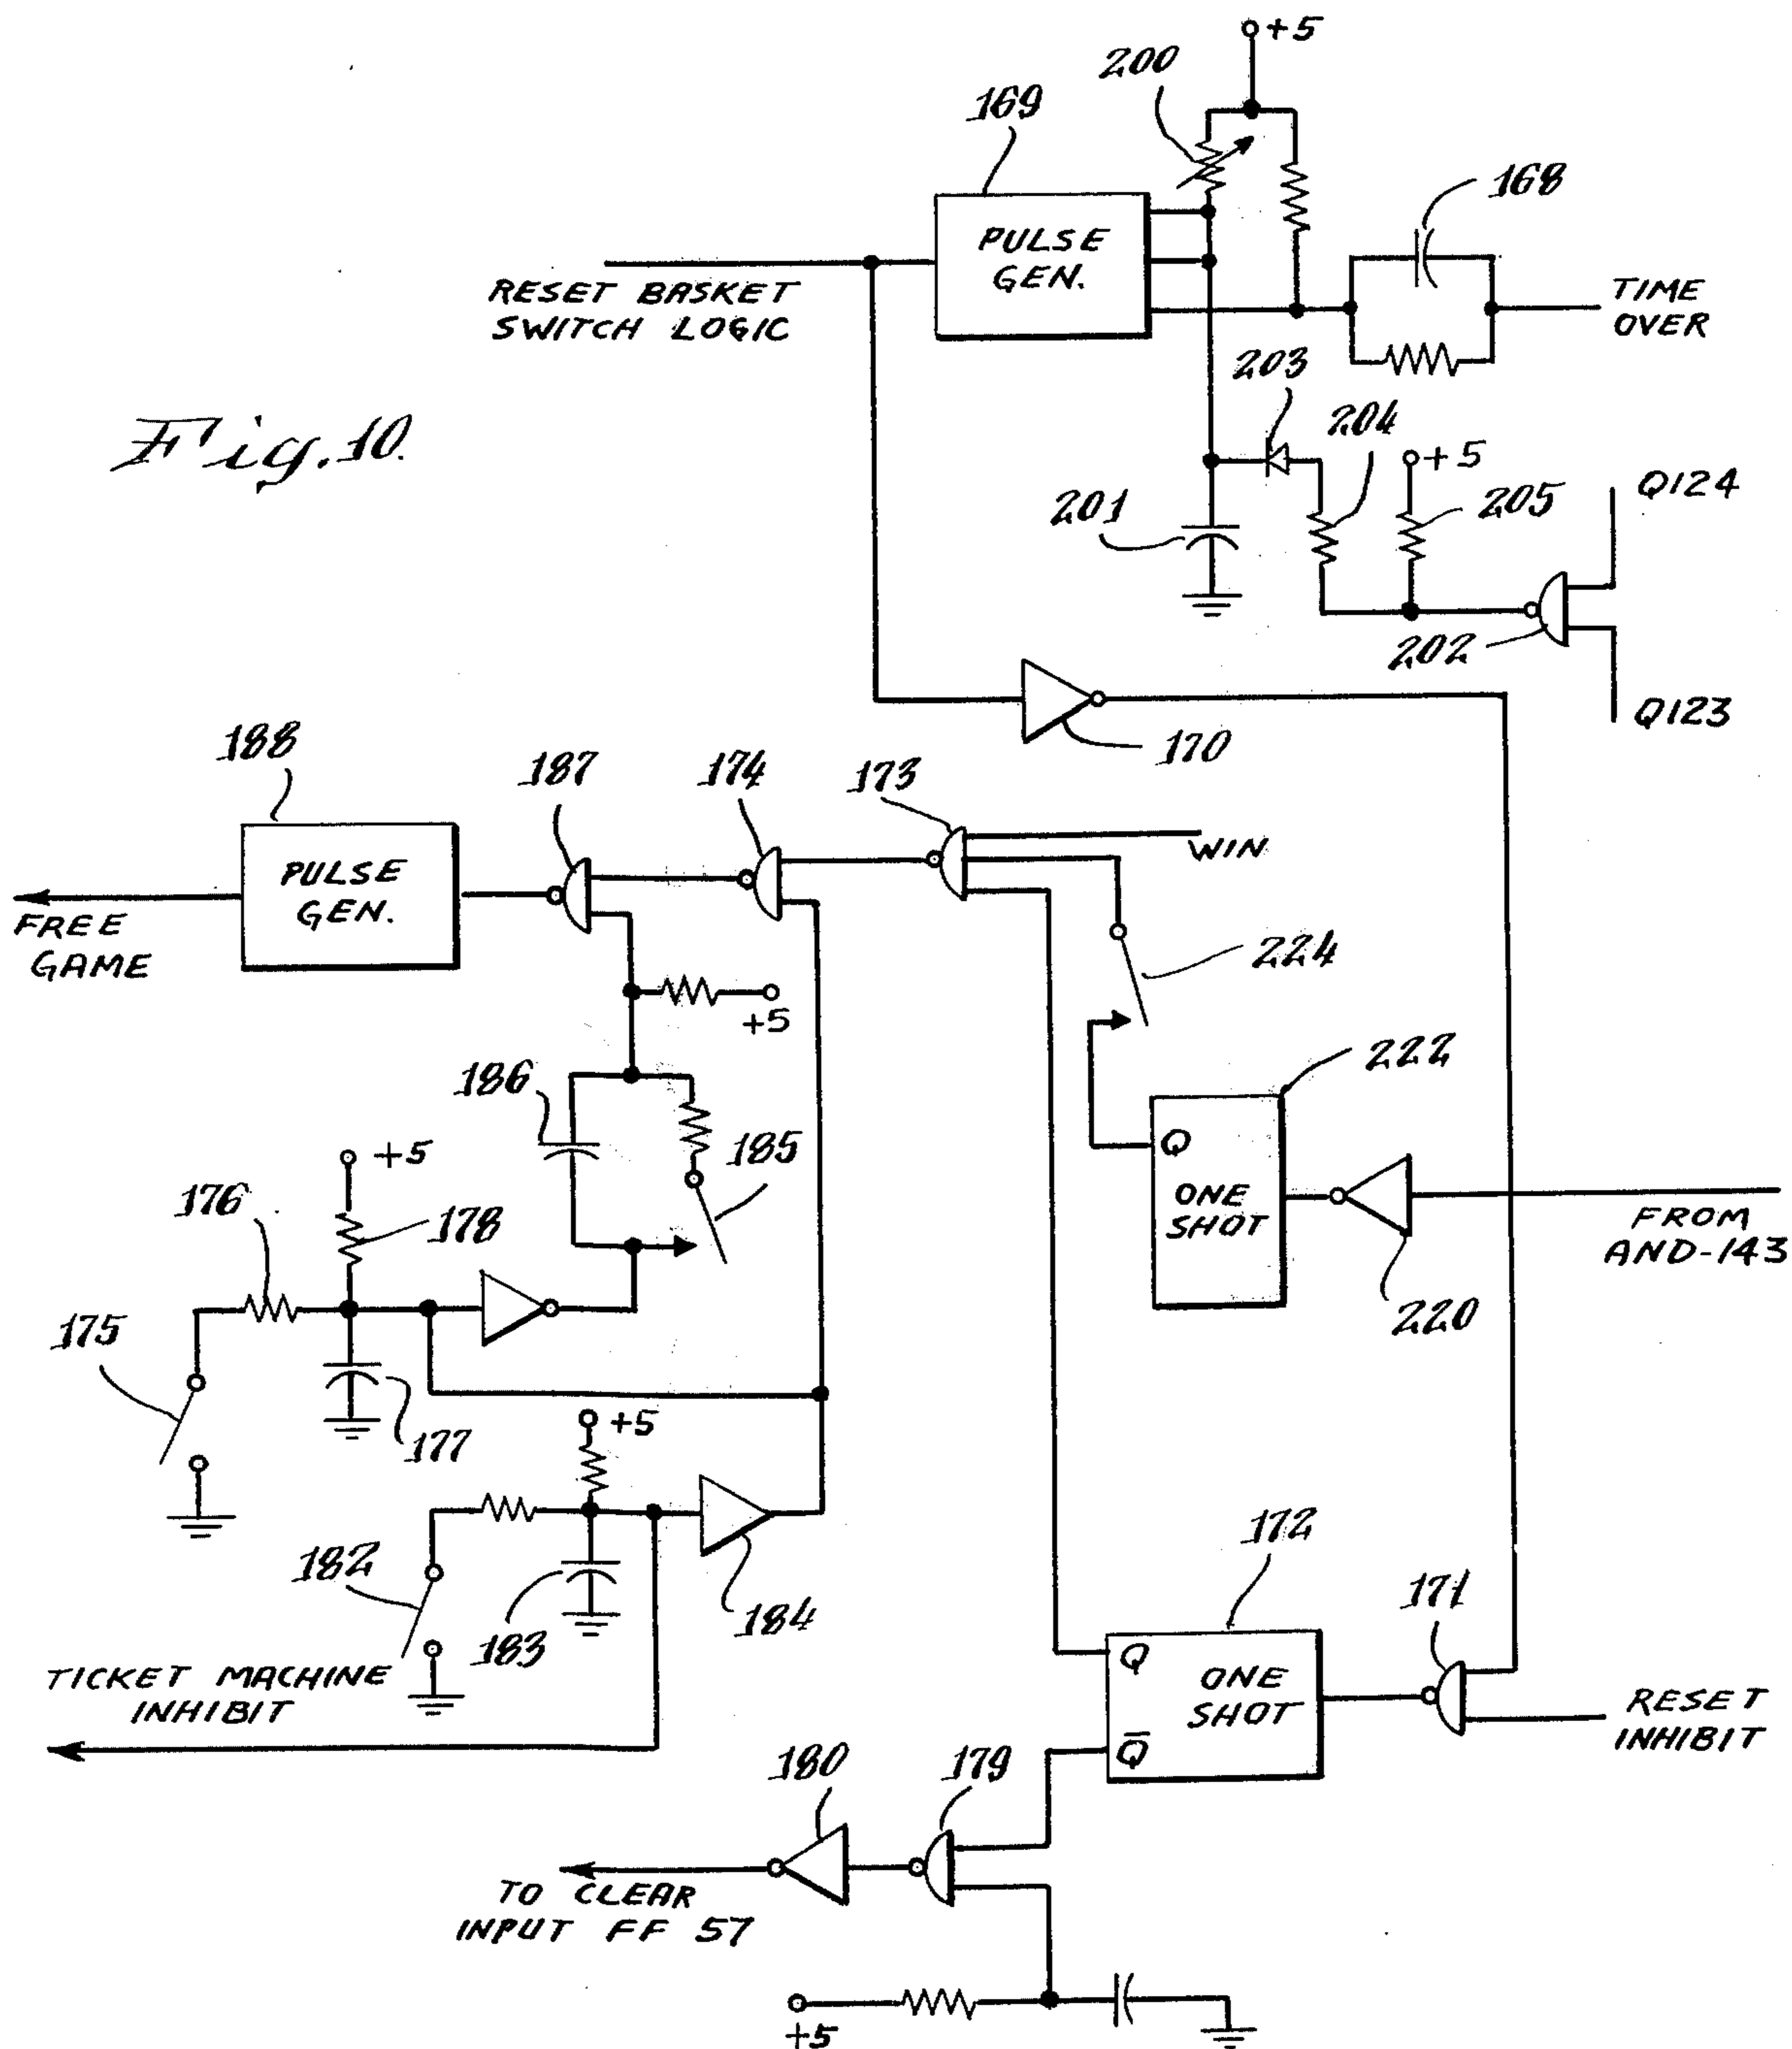 +5
200
169
168
PULSE
GEN.
RESET BASKET
SWITCH LOGIC
TIME
OVER
203
204
Fig. 10.
+5
Q124
201
205
202
Q123
170
188
187
174
173
WIN
PULSE
GEN.
FREE
GAME
224
+5
222
186
185
Q
+5
176
178
ONE
SHOT
FROM
AND-143
220
175
177
+5
172
171
182
183
184
Q
ONE
SHOT
TICKET MACHINE
INHIBIT
RESET
INHIBIT
Q̅
180
179
TO CLEAR
INPUT FF 57
+5